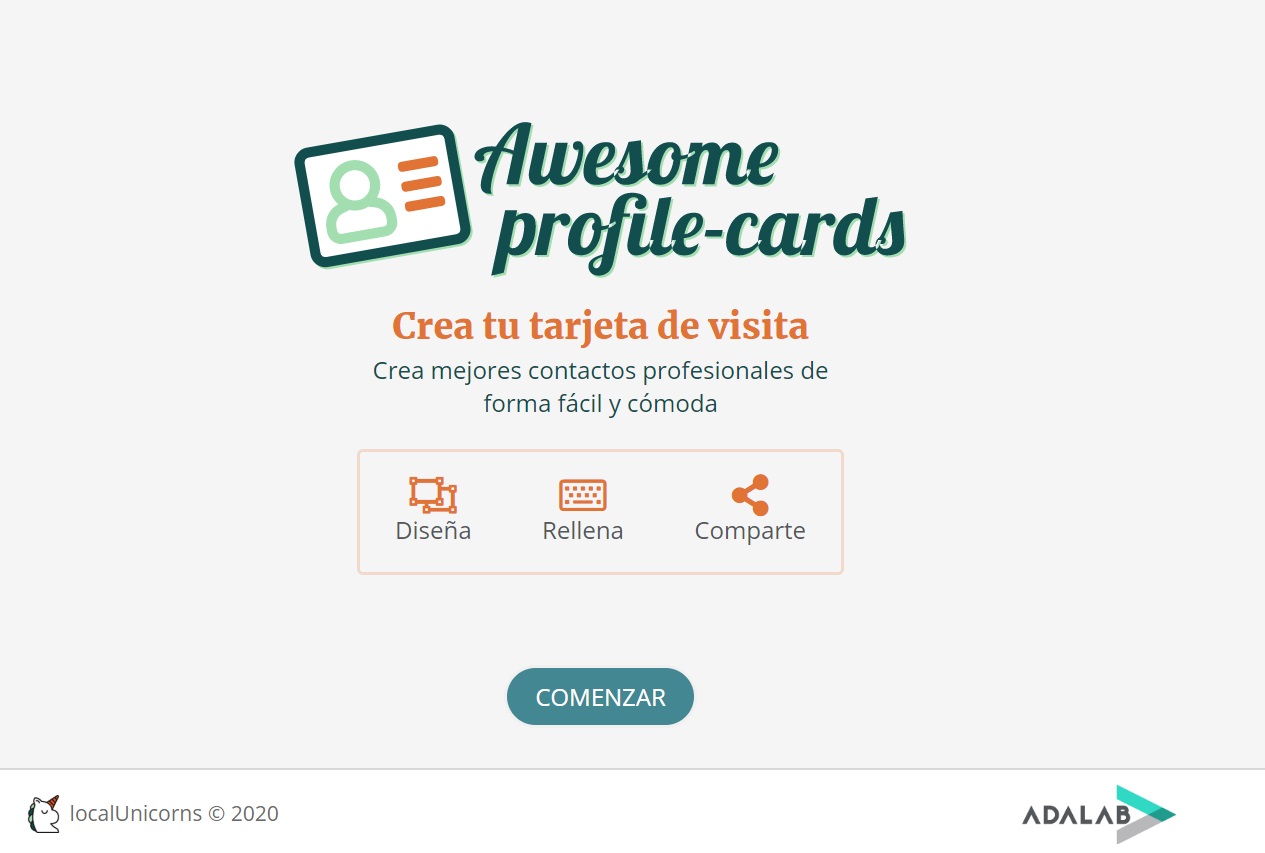 Awesome
profile-cards
Crea tu tarjeta de visita
Crea mejores contactos profesionales de
forma fácil y cómoda
Diseña Rellena Comparte
COMENZAR
localUnicorns © 2020 ADALAB